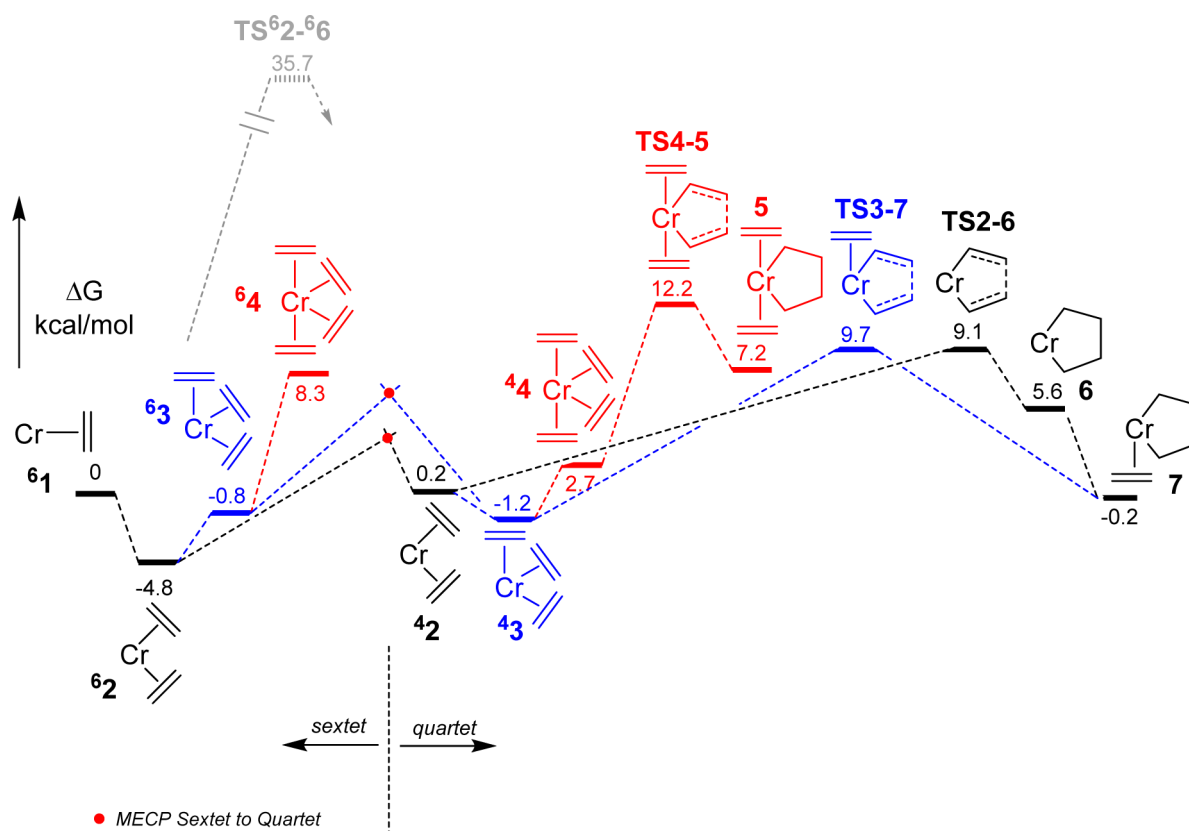 TS⁶2-⁶6
35.7
ΔG
kcal/mol
⁶4
Cr
8.3
⁶3
Cr
-0.8
Cr
0
⁶1
-4.8
Cr
⁶2
TS4-5
Cr
12.2
5
Cr
7.2
⁴4
Cr
2.7
0.2
Cr
⁴2
-1.2
Cr
⁴3
TS3-7
Cr
9.7
TS2-6
Cr
9.1
Cr
6
5.6
Cr
7
-0.2
sextet
quartet
MECP Sextet to Quartet